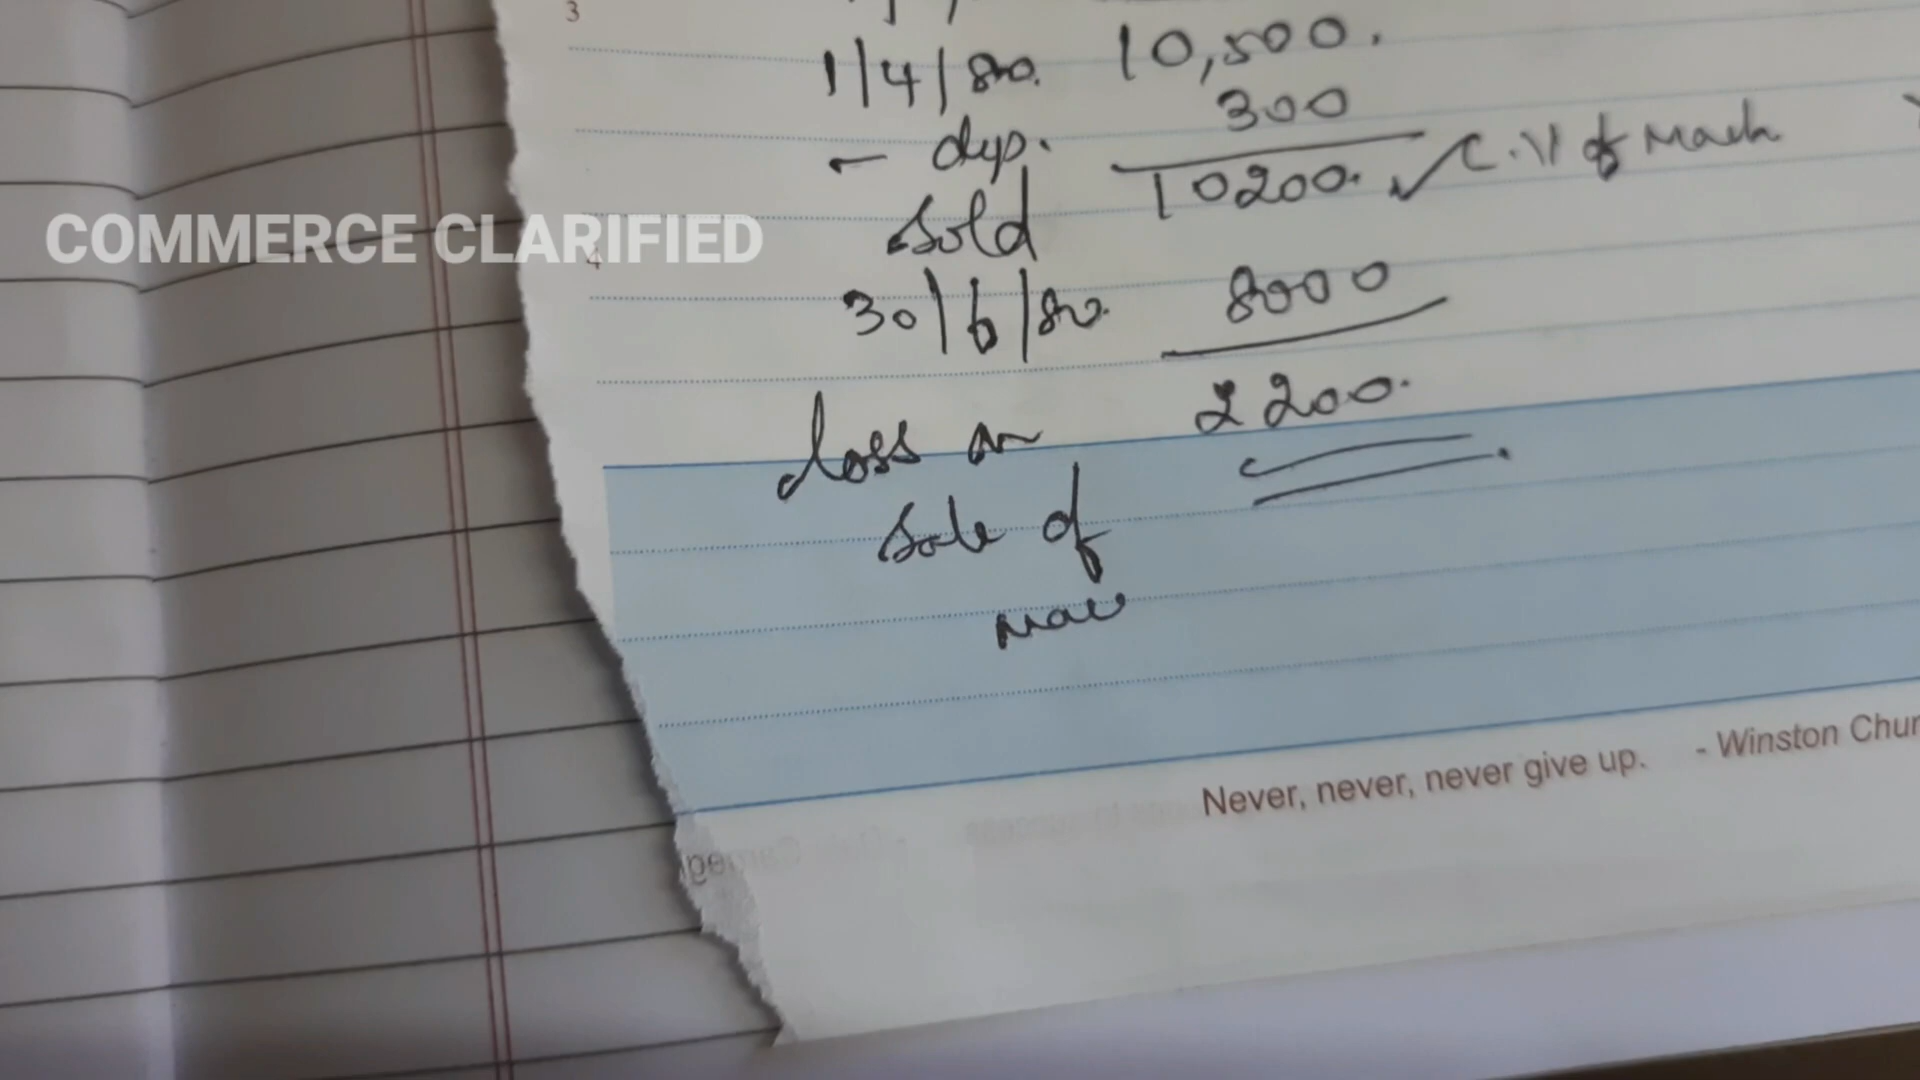 3
1/4/80. 10,500.
- dep. 300
10200. ✓ C.V of Mach
Sold
COMMERCE CLARIFIED
4
30/6/80. 8000
Loss on 2200.
Sale of
Mac
Never, never, never give up. - Winston Chur